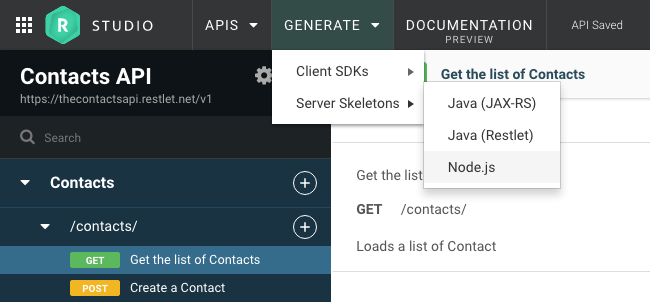 R STUDIO APIS GENERATE DOCUMENTATION API Saved
PREVIEW
Contacts API
https://thecontactsapi.restlet.net/v1
Search
Contacts
/contacts/
GET Get the list of Contacts
POST Create a Contact
Client SDKs
Server Skeletons
Java (JAX-RS)
Java (Restlet)
Node.js
Get the list of Contacts
Get the list
GET /contacts/
Loads a list of Contact